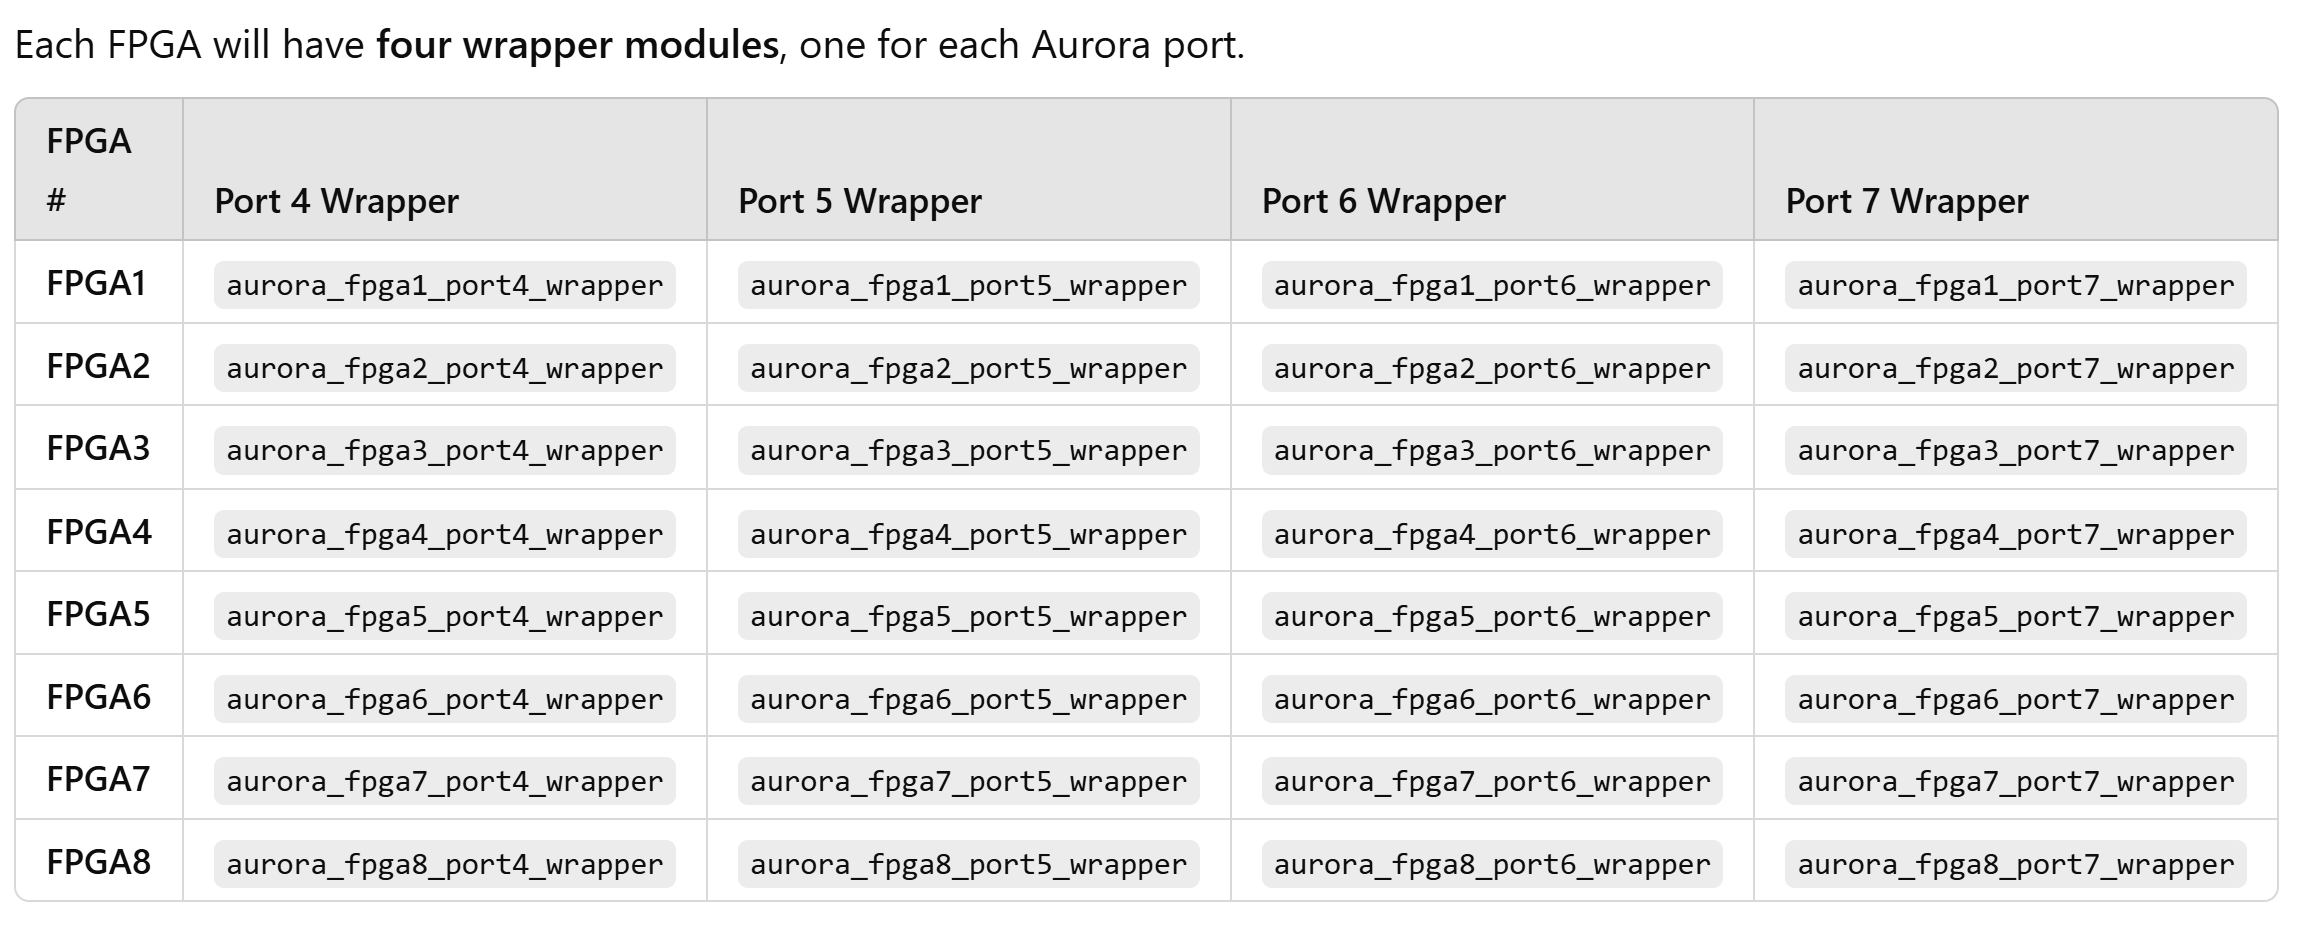 Each FPGA will have four wrapper modules, one for each Aurora port.
FPGA
# Port 4 Wrapper Port 5 Wrapper Port 6 Wrapper Port 7 Wrapper
FPGA1 aurora_fpga1_port4_wrapper aurora_fpga1_port5_wrapper aurora_fpga1_port6_wrapper aurora_fpga1_port7_wrapper
FPGA2 aurora_fpga2_port4_wrapper aurora_fpga2_port5_wrapper aurora_fpga2_port6_wrapper aurora_fpga2_port7_wrapper
FPGA3 aurora_fpga3_port4_wrapper aurora_fpga3_port5_wrapper aurora_fpga3_port6_wrapper aurora_fpga3_port7_wrapper
FPGA4 aurora_fpga4_port4_wrapper aurora_fpga4_port5_wrapper aurora_fpga4_port6_wrapper aurora_fpga4_port7_wrapper
FPGA5 aurora_fpga5_port4_wrapper aurora_fpga5_port5_wrapper aurora_fpga5_port6_wrapper aurora_fpga5_port7_wrapper
FPGA6 aurora_fpga6_port4_wrapper aurora_fpga6_port5_wrapper aurora_fpga6_port6_wrapper aurora_fpga6_port7_wrapper
FPGA7 aurora_fpga7_port4_wrapper aurora_fpga7_port5_wrapper aurora_fpga7_port6_wrapper aurora_fpga7_port7_wrapper
FPGA8 aurora_fpga8_port4_wrapper aurora_fpga8_port5_wrapper aurora_fpga8_port6_wrapper aurora_fpga8_port7_wrapper